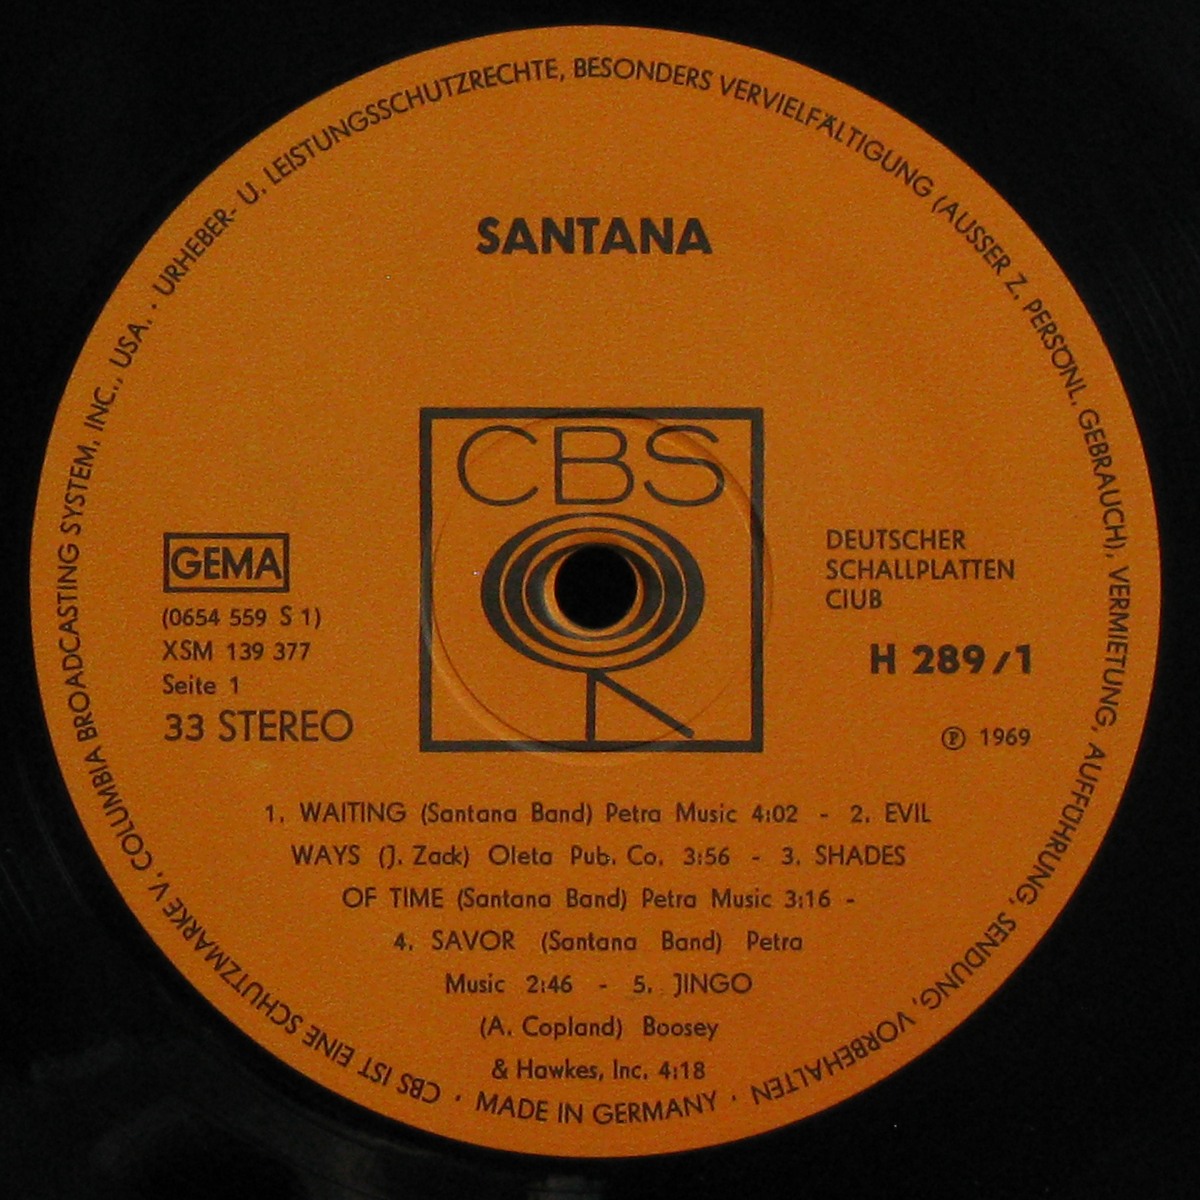 CBS IST EINE SCHUTZMARKE V. COLUMBIA BROADCASTING SYSTEM, INC., USA. · URHEBER- U. LEISTUNGSSCHUTZRECHTE, BESONDERS VERVIELFÄLTIGUNG (AUSSER Z. PERSÖNL. GEBRAUCH), VERMIETUNG, AUFFÜHRUNG, SENDUNG, VORBEHALTEN · MADE IN GERMANY ·
SANTANA
CBS
GEMA
(0654 559 S 1)
XSM 139 377
Seite 1
33 STEREO
DEUTSCHER
SCHALLPLATTEN
CIUB
H 289/1
Ⓟ 1969
1. WAITING (Santana Band) Petra Music 4:02 - 2. EVIL
WAYS (J. Zack) Oleta Pub. Co. 3:56 - 3. SHADES
OF TIME (Santana Band) Petra Music 3:16 -
4. SAVOR (Santana Band) Petra
Music 2:46 - 5. JINGO
(A. Copland) Boosey
& Hawkes, Inc. 4:18